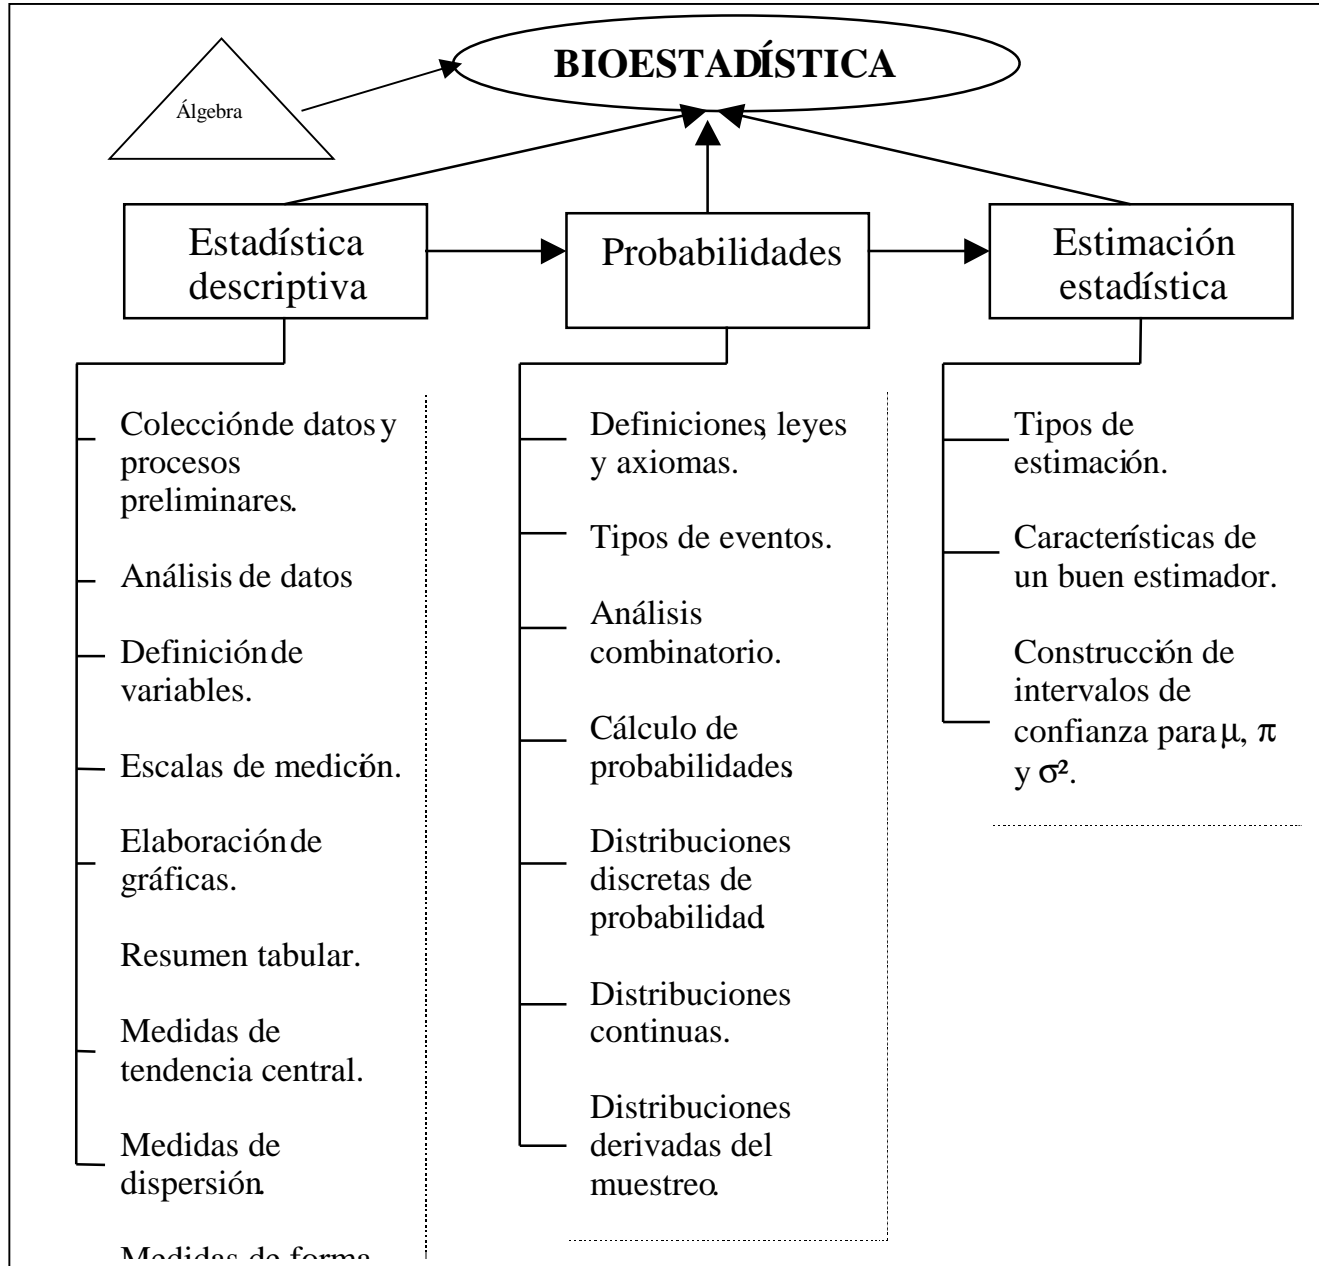 BIOESTADÍSTICA
Álgebra
Estadística
descriptiva
Probabilidades
Estimación
estadística
Colección de datos y
procesos
preliminares.
Análisis de datos
Definición de
variables.
Escalas de medición.
Elaboración de
gráficas.
Resumen tabular.
Medidas de
tendencia central.
Medidas de
dispersión.
Medidas de forma
Definiciones, leyes
y axiomas.
Tipos de eventos.
Análisis
combinatorio.
Cálculo de
probabilidades.
Distribuciones
discretas de
probabilidad.
Distribuciones
continuas.
Distribuciones
derivadas del
muestreo.
Tipos de
estimación.
Características de
un buen estimador.
Construcción de
intervalos de
confianza para μ, π
y σ².